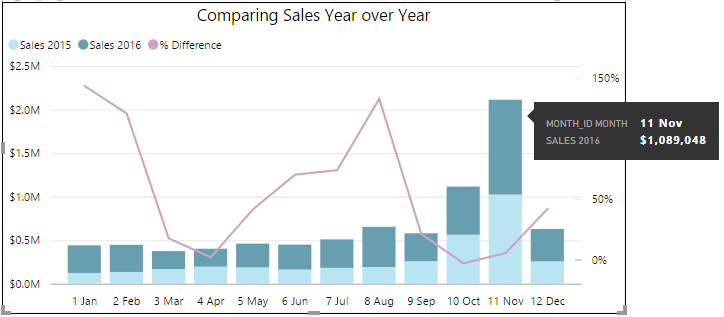 Comparing Sales Year over Year
Sales 2015 Sales 2016 % Difference
$2.5M
150%
$2.0M
MONTH_ID MONTH 11 Nov
SALES 2016 $1,089,048
$1.5M
$1.0M
50%
$0.5M
0%
$0.0M
1 Jan 2 Feb 3 Mar 4 Apr 5 May 6 Jun 7 Jul 8 Aug 9 Sep 10 Oct 11 Nov 12 Dec